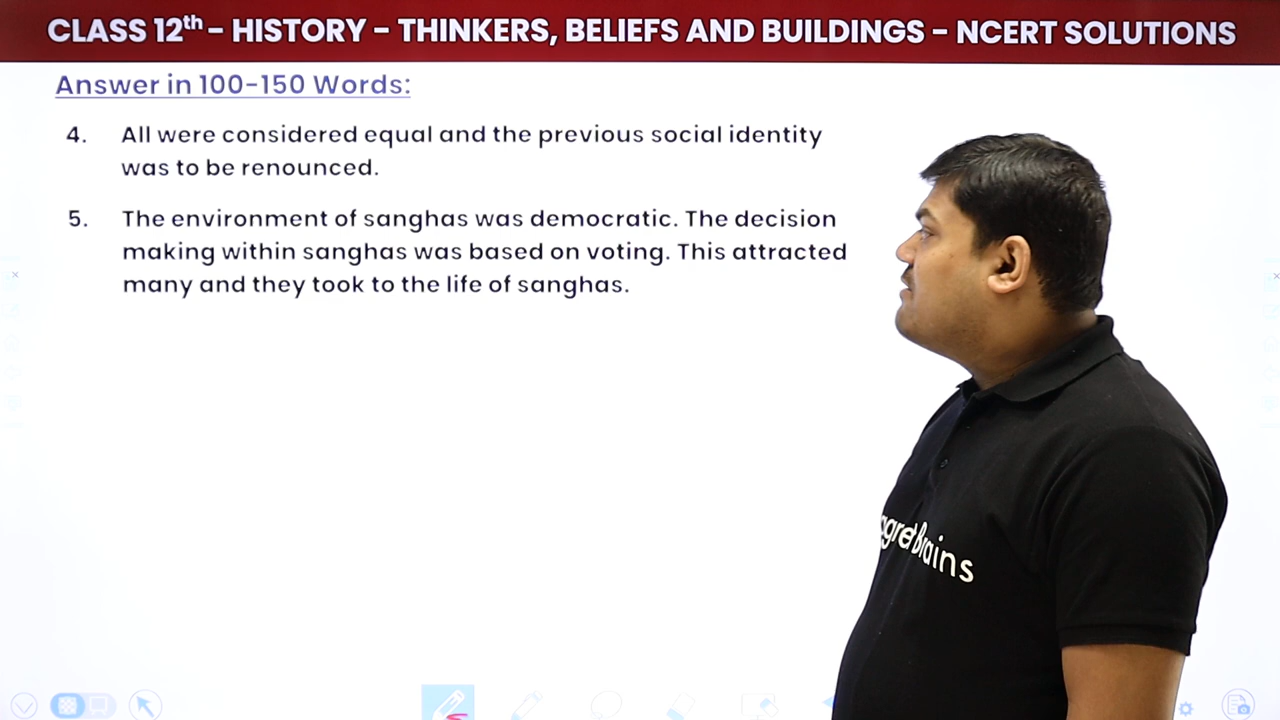 CLASS 12th – HISTORY – THINKERS, BELIEFS AND BUILDINGS – NCERT SOLUTIONS
Answer in 100-150 Words:
4. All were considered equal and the previous social identity
was to be renounced.
5. The environment of sanghas was democratic. The decision
making within sanghas was based on voting. This attracted
many and they took to the life of sanghas.
Brains